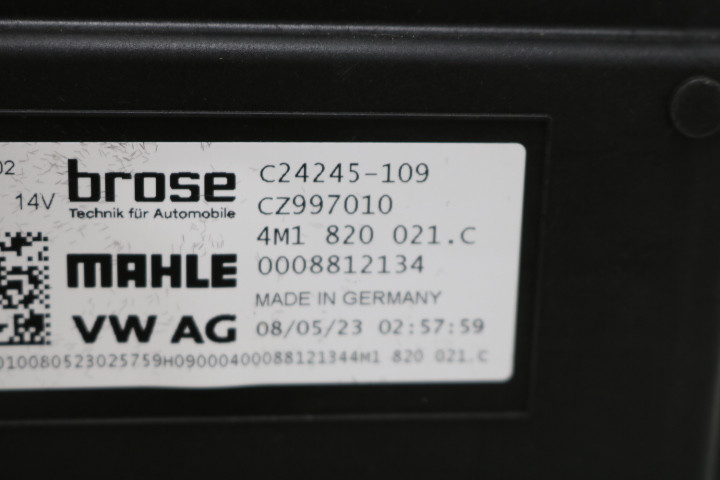 02
14V
brose
Technik für Automobile
MAHLE
VW AG
C24245-109
CZ997010
4M1 820 021.C
0008812134
MADE IN GERMANY
08/05/23 02:57:59
010080523025759H09000400088121344M1 820 021.C